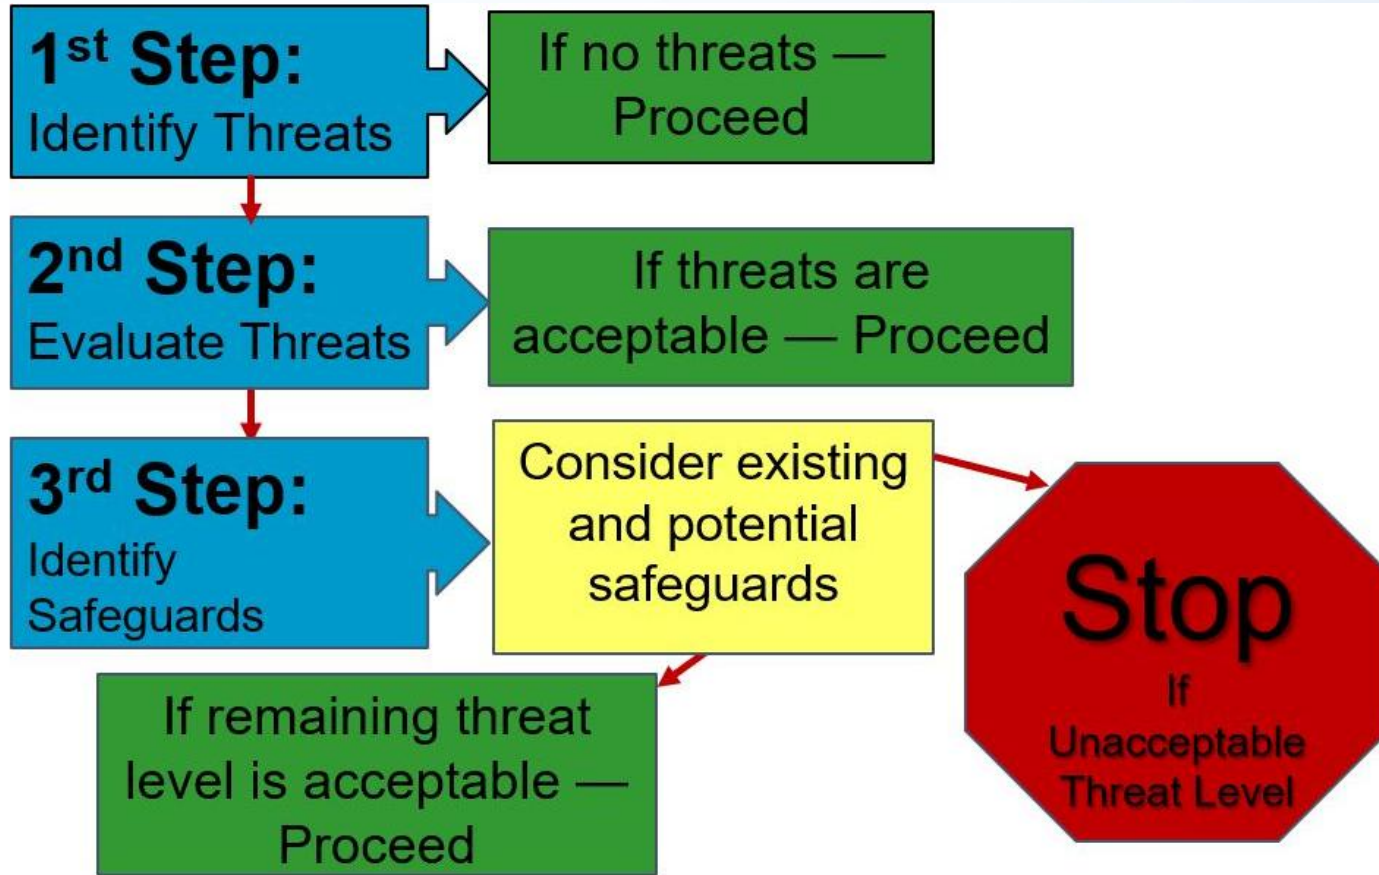 1st Step:
Identify Threats
If no threats —
Proceed
2nd Step:
Evaluate Threats
If threats are
acceptable — Proceed
3rd Step:
Identify
Safeguards
Consider existing
and potential
safeguards
Stop
If
Unacceptable
Threat Level
If remaining threat
level is acceptable —
Proceed